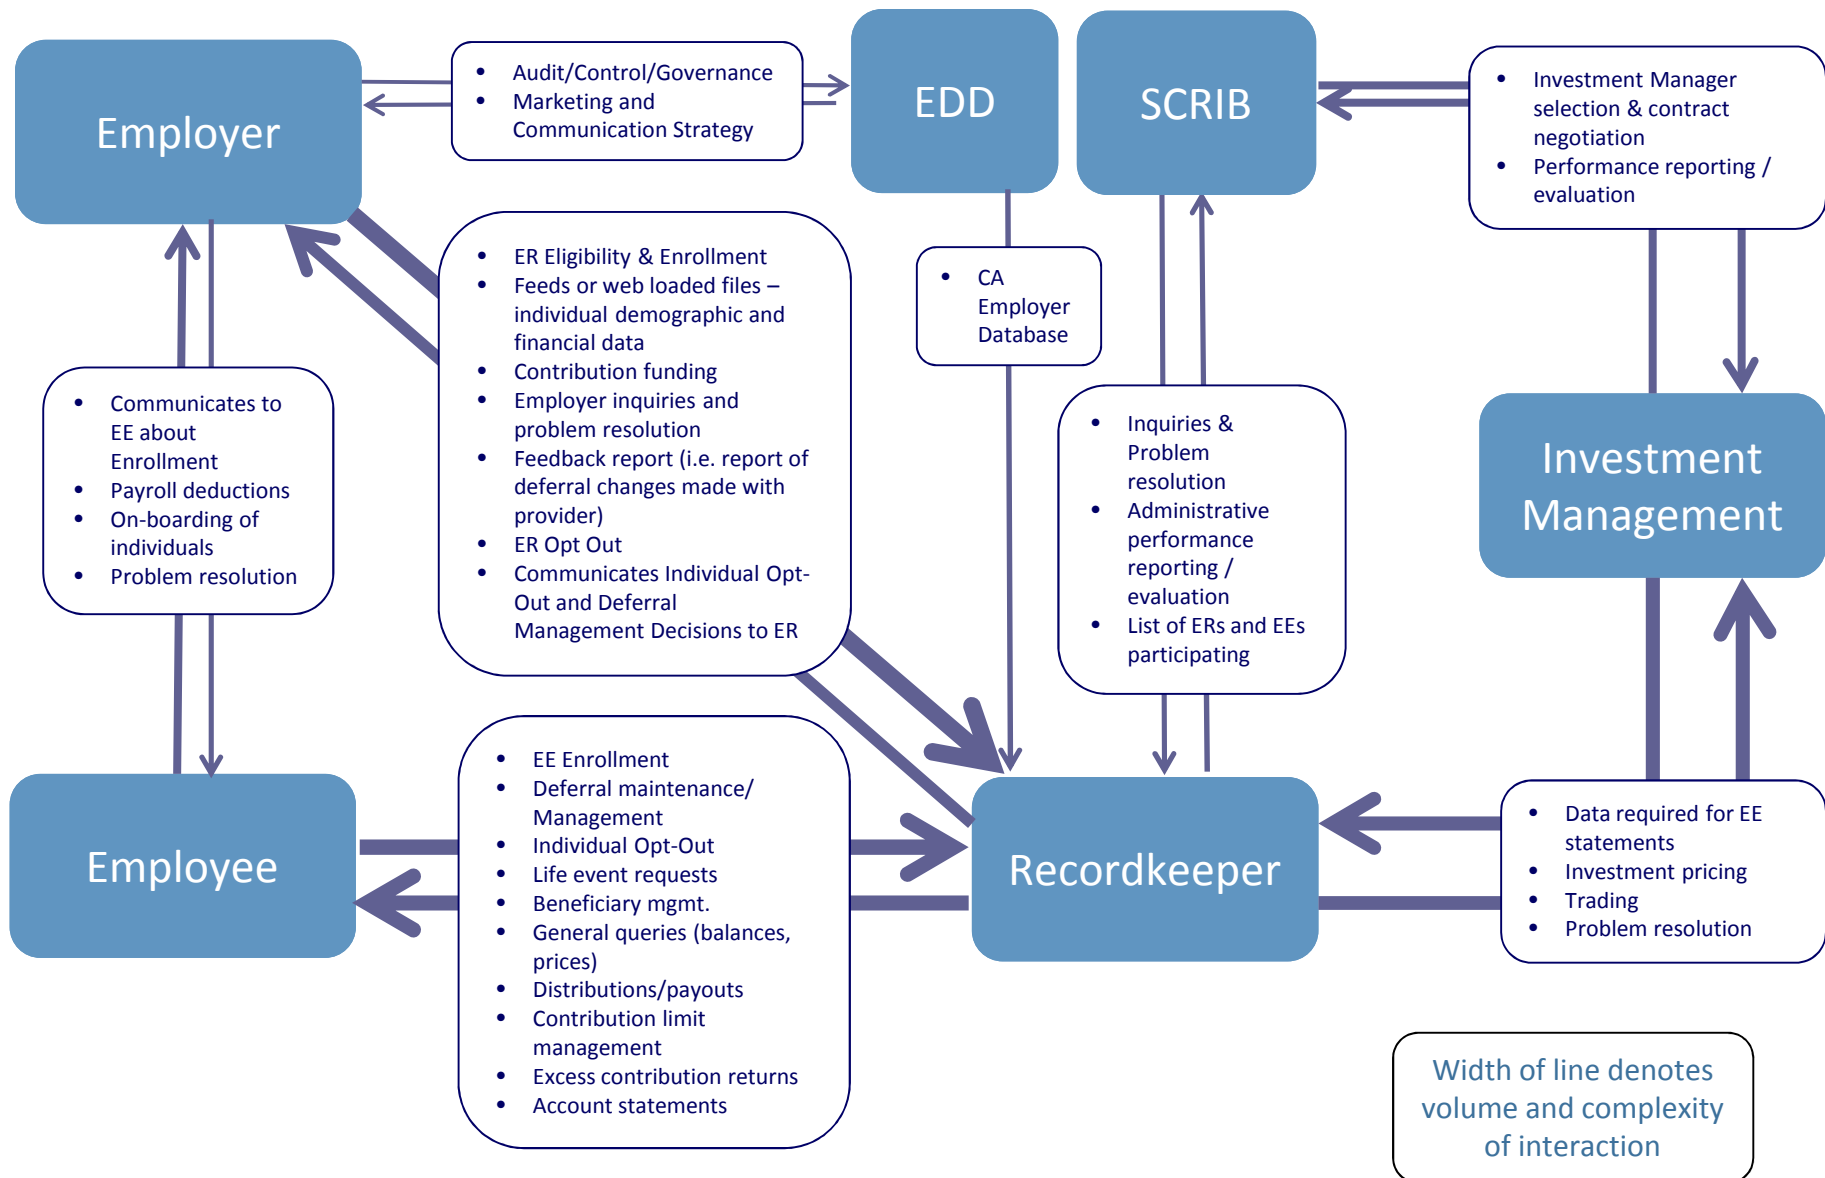 Employer
• Audit/Control/Governance
• Marketing and
Communication Strategy
EDD
SCRIB
• Investment Manager
selection & contract
negotiation
• Performance reporting /
evaluation
• ER Eligibility & Enrollment
• Feeds or web loaded files –
individual demographic and
financial data
• Contribution funding
• Employer inquiries and
problem resolution
• Feedback report (i.e. report of
deferral changes made with
provider)
• ER Opt Out
• Communicates Individual Opt-
Out and Deferral
Management Decisions to ER
• CA
Employer
Database
• Communicates to
EE about
Enrollment
• Payroll deductions
• On-boarding of
individuals
• Problem resolution
• Inquiries &
Problem
resolution
• Administrative
performance
reporting /
evaluation
• List of ERs and EEs
participating
Investment
Management
Employee
• EE Enrollment
• Deferral maintenance/
Management
• Individual Opt-Out
• Life event requests
• Beneficiary mgmt.
• General queries (balances,
prices)
• Distributions/payouts
• Contribution limit
management
• Excess contribution returns
• Account statements
Recordkeeper
• Data required for EE
statements
• Investment pricing
• Trading
• Problem resolution
Width of line denotes
volume and complexity
of interaction